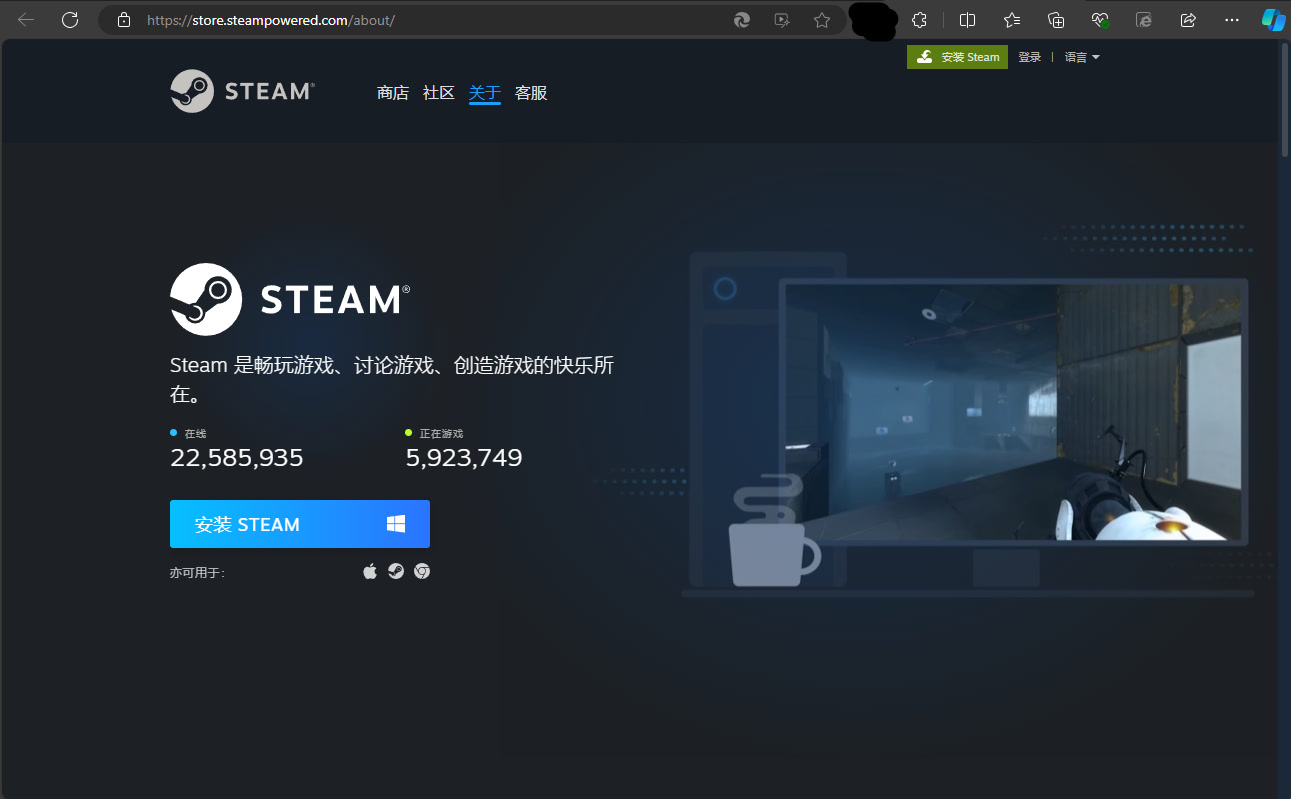 https://store.steampowered.com/about/
安装 Steam 登录 | 语言
STEAM® 商店 社区 关于 客服
STEAM®
Steam 是畅玩游戏、讨论游戏、创造游戏的快乐所
在。
在线 正在游戏
22,585,935 5,923,749
安装 STEAM
亦可用于: